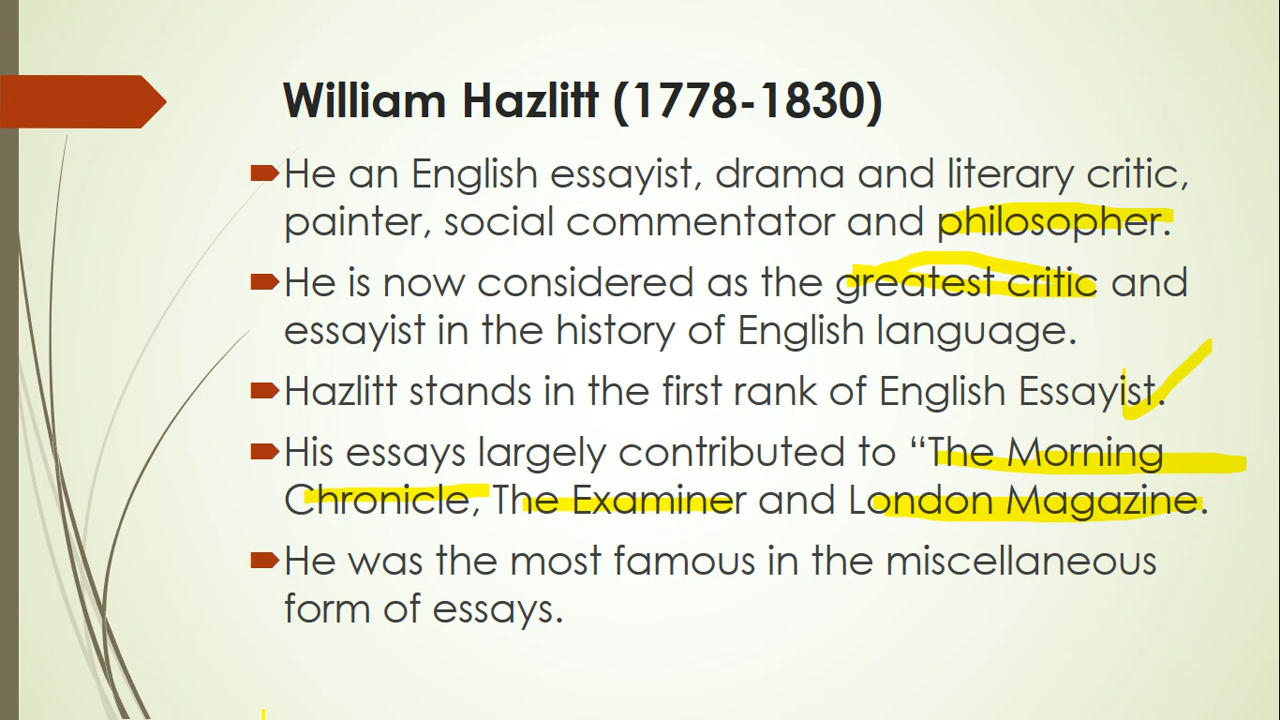 William Hazlitt (1778-1830)
He an English essayist, drama and literary critic,
painter, social commentator and philosopher.
He is now considered as the greatest critic and
essayist in the history of English language.
Hazlitt stands in the first rank of English Essayist.
His essays largely contributed to “The Morning
Chronicle, The Examiner and London Magazine.
He was the most famous in the miscellaneous
form of essays.